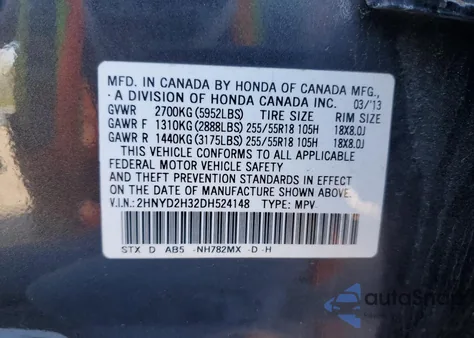 MFD. IN CANADA BY HONDA OF CANADA MFG.,
A DIVISION OF HONDA CANADA INC. 03/13
GVWR 2700KG(5952LBS) TIRE SIZE RIM SIZE
GAWR F 1310KG(2888LBS) 255/55R18 105H 18X8.0J
GAWR R 1440KG(3175LBS) 255/55R18 105H 18X8.0J
THIS VEHICLE CONFORMS TO ALL APPLICABLE
FEDERAL MOTOR VEHICLE SAFETY
AND THEFT PREVENTION STANDARDS IN EFFECT ON THE
DATE OF MANUFACTURE SHOWN ABOVE.
V.I.N.: 2HNYD2H32DH524148 TYPE: MPV
STX D AB5 -NH782MX -D-H
autoSnap